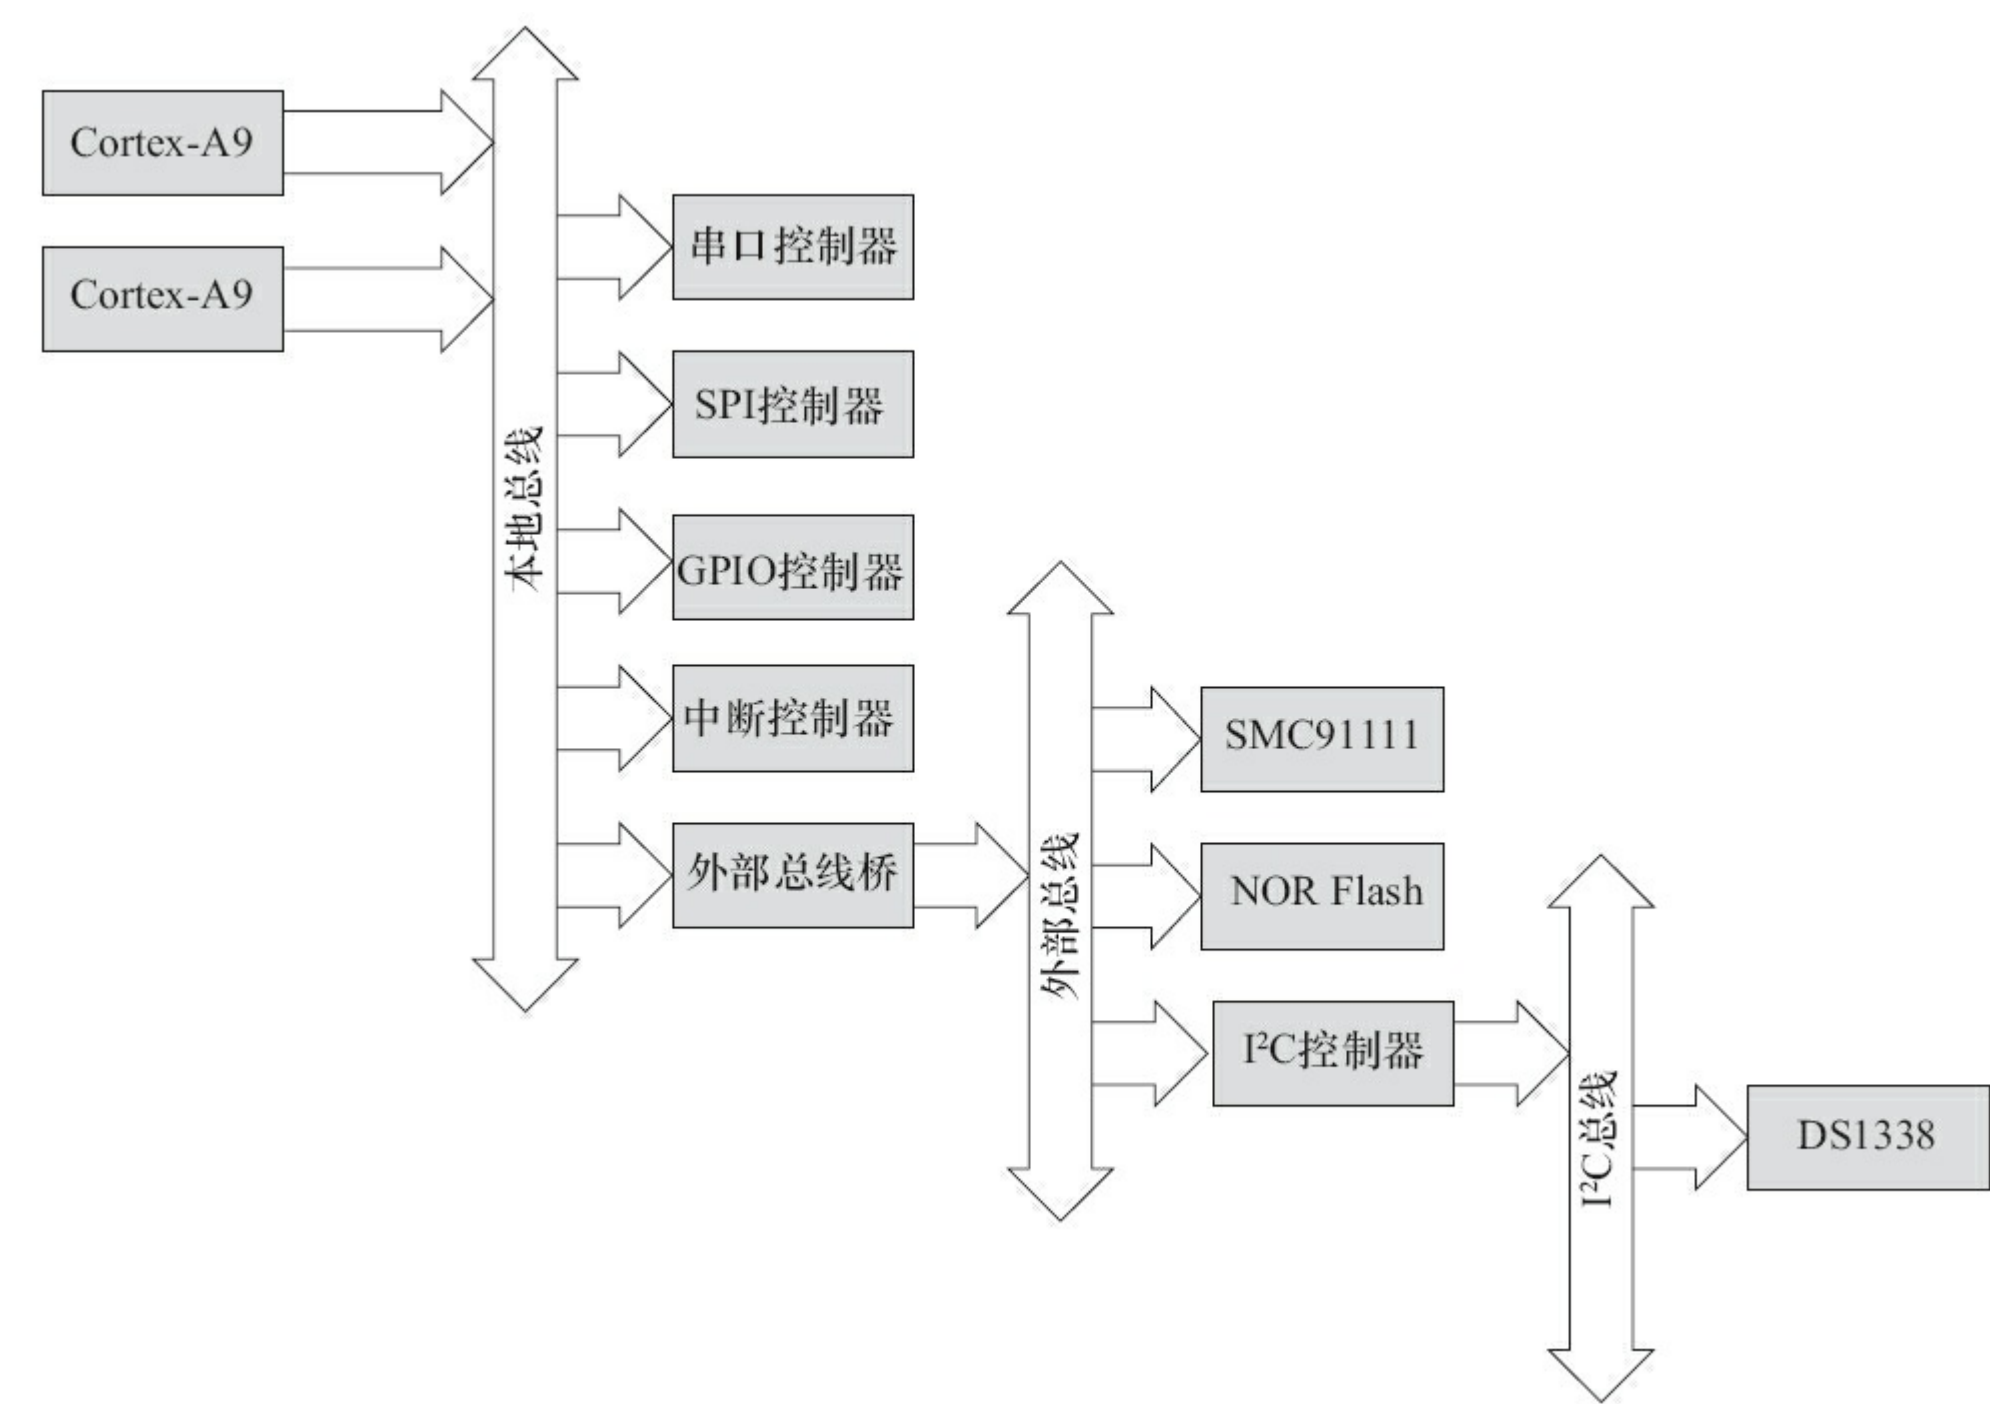 Cortex-A9
Cortex-A9
本地总线
串口控制器
SPI控制器
GPIO控制器
中断控制器
外部总线桥
外部总线
SMC91111
NOR Flash
I²C控制器
I²C总线
DS1338